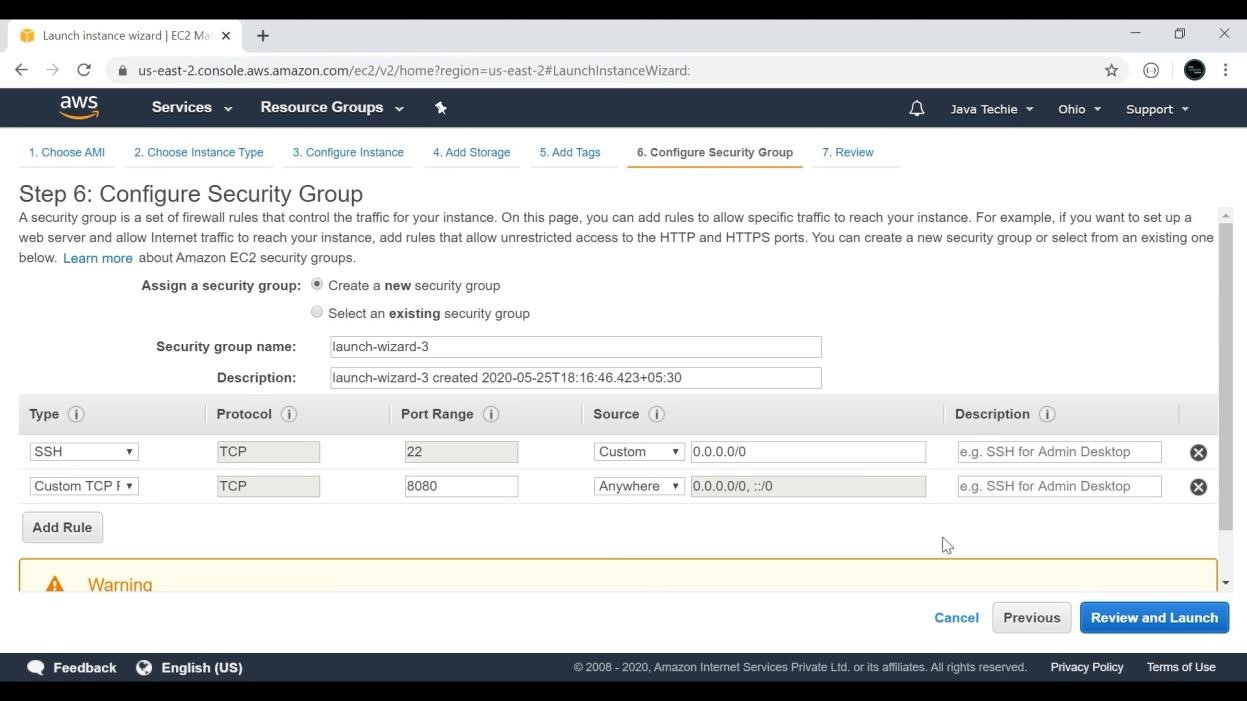 Launch instance wizard | EC2 Ma
us-east-2.console.aws.amazon.com/ec2/v2/home?region=us-east-2#LaunchInstanceWizard:
aws Services Resource Groups Java Techie Ohio Support
1. Choose AMI 2. Choose Instance Type 3. Configure Instance 4. Add Storage 5. Add Tags 6. Configure Security Group 7. Review
Step 6: Configure Security Group
A security group is a set of firewall rules that control the traffic for your instance. On this page, you can add rules to allow specific traffic to reach your instance. For example, if you want to set up a
web server and allow Internet traffic to reach your instance, add rules that allow unrestricted access to the HTTP and HTTPS ports. You can create a new security group or select from an existing one
below. Learn more about Amazon EC2 security groups.
Assign a security group: Create a new security group
Select an existing security group
Security group name: launch-wizard-3
Description: launch-wizard-3 created 2020-05-25T18:16:46.423+05:30
Type i Protocol i Port Range i Source i Description i
SSH TCP 22 Custom 0.0.0.0/0 e.g. SSH for Admin Desktop
Custom TCP TCP 8080 Anywhere 0.0.0.0/0, ::/0 e.g. SSH for Admin Desktop
Add Rule
Warning
Cancel Previous Review and Launch
Feedback English (US) © 2008 - 2020, Amazon Internet Services Private Ltd. or its affiliates. All rights reserved. Privacy Policy Terms of Use